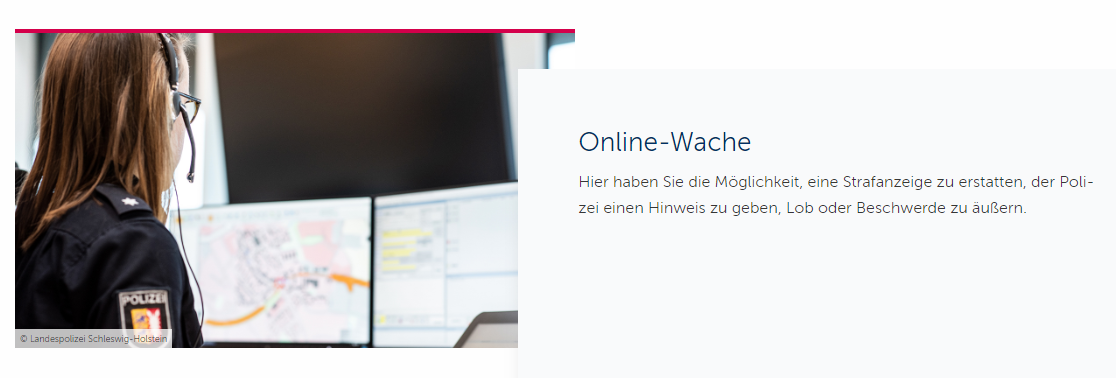 Online-Wache
Hier haben Sie die Möglichkeit, eine Strafanzeige zu erstatten, der Poli-
zei einen Hinweis zu geben, Lob oder Beschwerde zu äußern.
POLIZEI
© Landespolizei Schleswig-Holstein